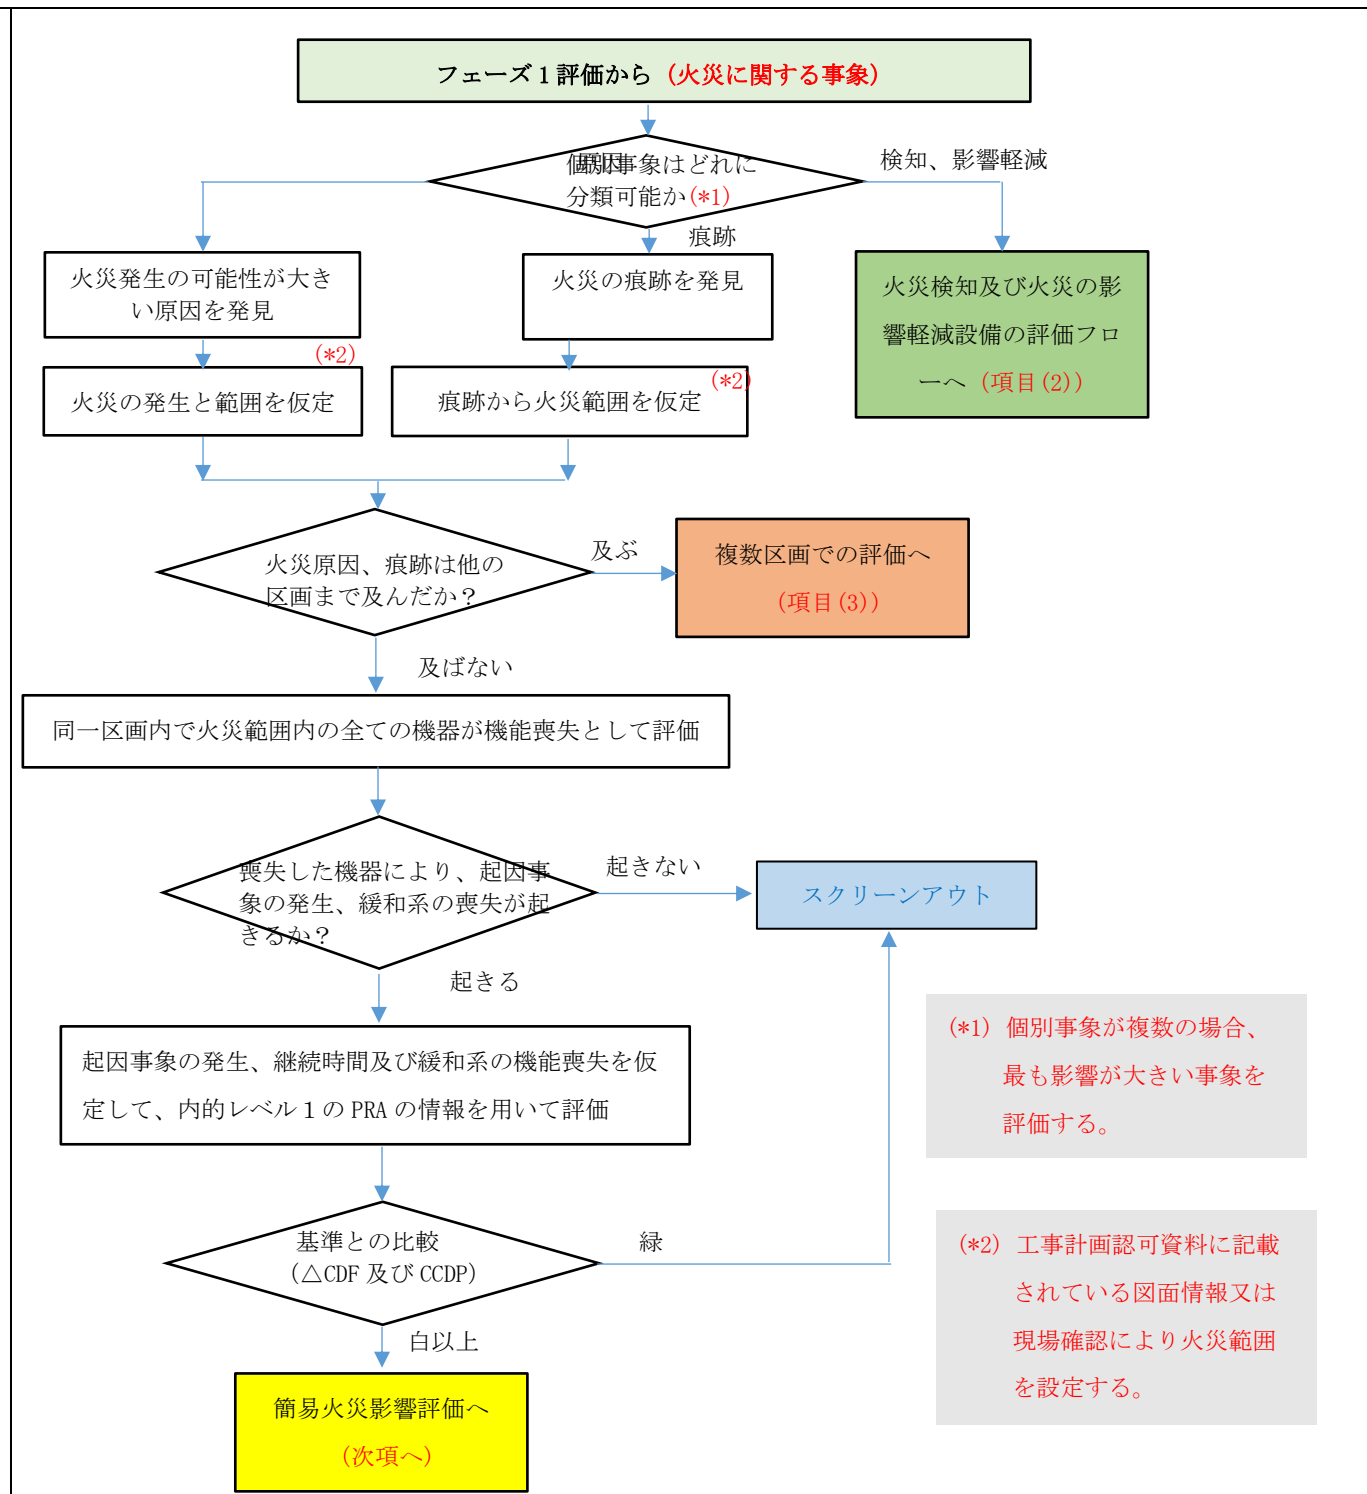 フェーズ１評価から（火災に関する事象）
原因
個別事象はどれに
分類可能か(*1)
検知、影響軽減
痕跡
火災発生の可能性が大き
い原因を発見
火災の痕跡を発見
火災検知及び火災の影
響軽減設備の評価フロ
ーへ（項目(2)）
(*2)
火災の発生と範囲を仮定
(*2)
痕跡から火災範囲を仮定
火災原因、痕跡は他の
区画まで及んだか？
及ぶ
複数区画での評価へ
（項目(3)）
及ばない
同一区画内で火災範囲内の全ての機器が機能喪失として評価
喪失した機器により、起因事
象の発生、緩和系の喪失が起
きるか？
起きない
スクリーンアウト
起きる
起因事象の発生、継続時間及び緩和系の機能喪失を仮
定して、内的レベル１の PRA の情報を用いて評価
(*1) 個別事象が複数の場合、
最も影響が大きい事象を
評価する。
基準との比較
（△CDF 及び CCDP）
緑
白以上
(*2) 工事計画認可資料に記載
されている図面情報又は
現場確認により火災範囲
を設定する。
簡易火災影響評価へ
（次項へ）